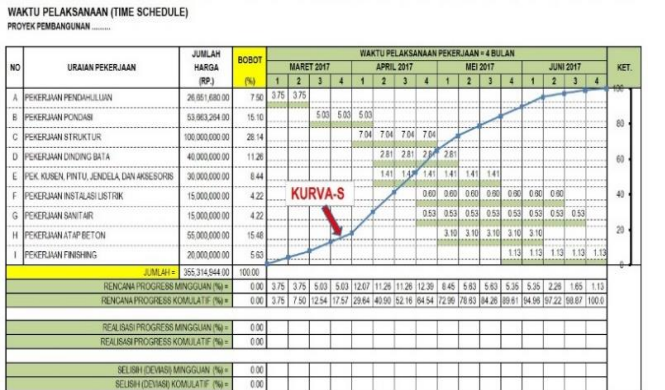 WAKTU PELAKSANAAN (TIME SCHEDULE)
PROYEK PEMBANGUNAN .........
NO URAIAN PEKERJAAN JUMLAH HARGA (RP.) BOBOT (%) WAKTU PELAKSANAAN PEKERJAAN = 4 BULAN KET.
MARET 2017 APRIL 2017 MEI 2017 JUNI 2017
1 2 3 4 1 2 3 4 1 2 3 4 1 2 3 4
A PEKERJAAN PENDAHULUAN 26,651,680.00 7.50 3.75 3.75 100
B PEKERJAAN PONDASI 53,663,264.00 15.10 5.03 5.03 5.03 80
C PEKERJAAN STRUKTUR 100,000,000.00 28.14 7.04 7.04 7.04 7.04
D PEKERJAAN DINDING BATA 40,000,000.00 11.26 2.81 2.81 2.81 2.81 60
E PEK. KUSEN, PINTU, JENDELA, DAN AKSESORIS 30,000,000.00 8.44 1.41 1.41 1.41 1.41 1.41 1.41
F PEKERJAAN INSTALASI LISTRIK 15,000,000.00 4.22 0.60 0.60 0.60 0.60 0.60 0.60 0.60 40
G PEKERJAAN SANITAIR 15,000,000.00 4.22 0.53 0.53 0.53 0.53 0.53 0.53 0.53 0.53
H PEKERJAAN ATAP BETON 55,000,000.00 15.48 3.10 3.10 3.10 3.10 3.10 20
I PEKERJAAN FINISHING 20,000,000.00 5.63 1.13 1.13 1.13 1.13 1.13
KURVA-S
JUMLAH = 355,314,944.00 100.00 0
RENCANA PROGRESS MINGGUAN (%) = 0.00 3.75 3.75 5.03 5.03 12.07 11.26 11.26 12.39 8.45 5.63 5.63 5.35 5.35 2.26 1.65 1.13
RENCANA PROGRESS KOMULATIF (%) = 0.00 3.75 7.50 12.54 17.57 29.64 40.90 52.16 64.54 72.99 78.63 84.26 89.61 94.96 97.22 98.87 100.0
REALISASI PROGRESS MINGGUAN (%) = 0.00
REALISASI PROGRESS KOMULATIF (%) = 0.00
SELISIH (DEVIASI) MINGGUAN (%) = 0.00
SELISIH (DEVIASI) KOMULATIF (%) = 0.00